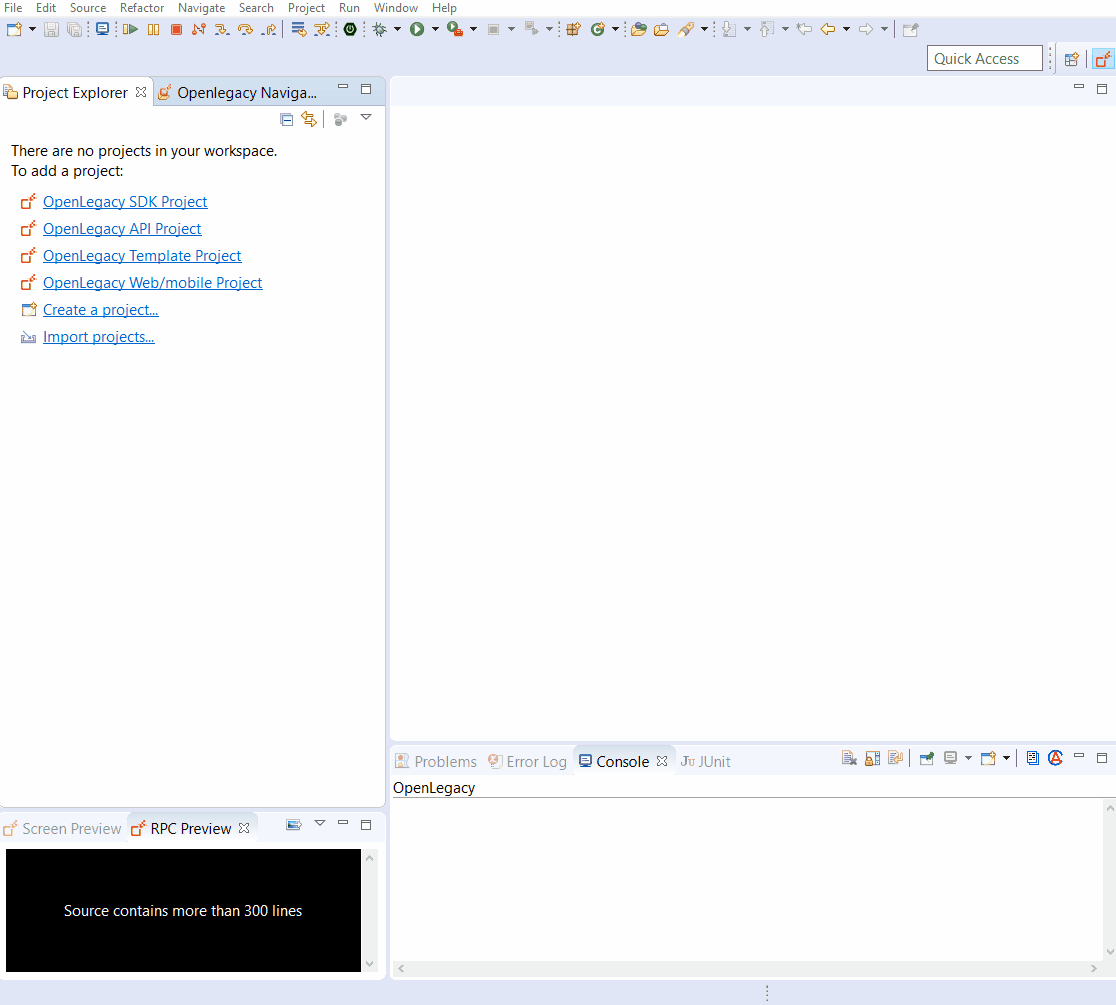 File Edit Source Refactor Navigate Search Project Run Window Help
Quick Access
Project Explorer Openlegacy Naviga...
There are no projects in your workspace.
To add a project:
OpenLegacy SDK Project
OpenLegacy API Project
OpenLegacy Template Project
OpenLegacy Web/mobile Project
Create a project...
Import projects...
Problems Error Log Console Ju JUnit
OpenLegacy
Screen Preview RPC Preview
Source contains more than 300 lines